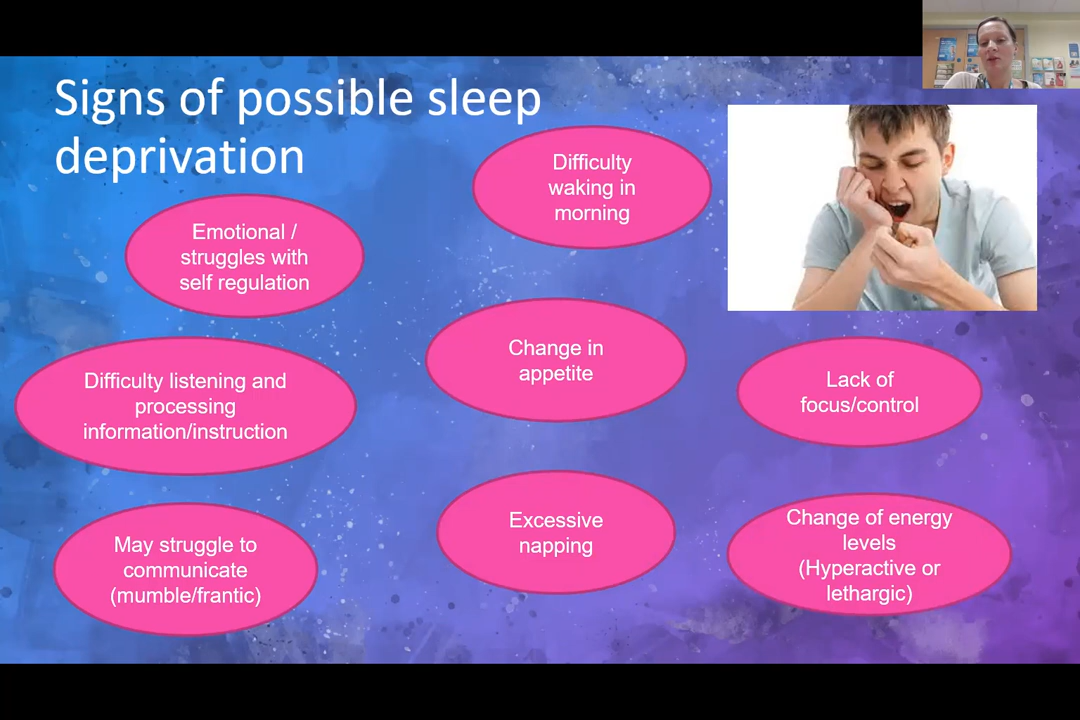 Signs of possible sleep
deprivation
Difficulty
waking in
morning
Emotional /
struggles with
self regulation
Change in
appetite
Difficulty listening and
processing
information/instruction
Lack of
focus/control
Excessive
napping
Change of energy
levels
(Hyperactive or
lethargic)
May struggle to
communicate
(mumble/frantic)